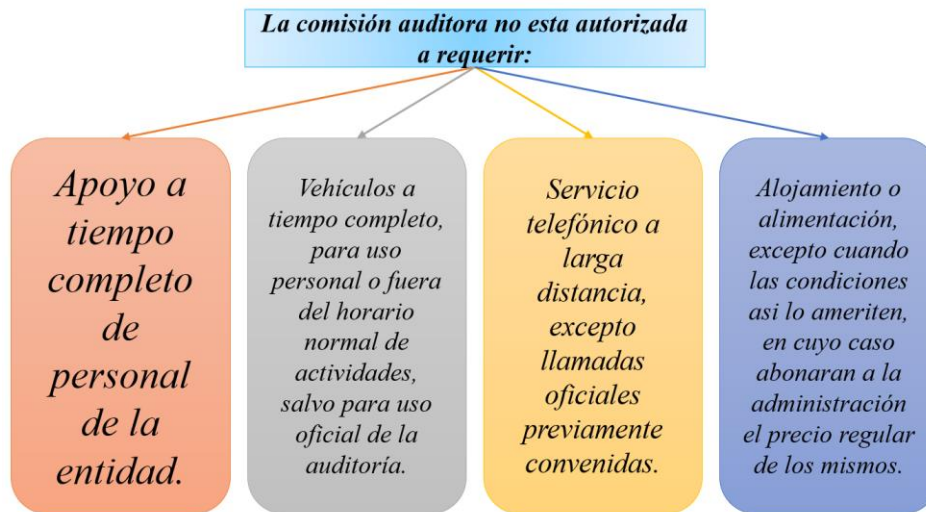 La comisión auditora no esta autorizada
a requerir:
Apoyo a
tiempo
completo
de
personal
de la
entidad.
Vehículos a
tiempo completo,
para uso
personal o fuera
del horario
normal de
actividades,
salvo para uso
oficial de la
auditoría.
Servicio
telefónico a
larga
distancia,
excepto
llamadas
oficiales
previamente
convenidas.
Alojamiento o
alimentación,
excepto cuando
las condiciones
asi lo ameriten,
en cuyo caso
abonaran a la
administración
el precio regular
de los mismos.